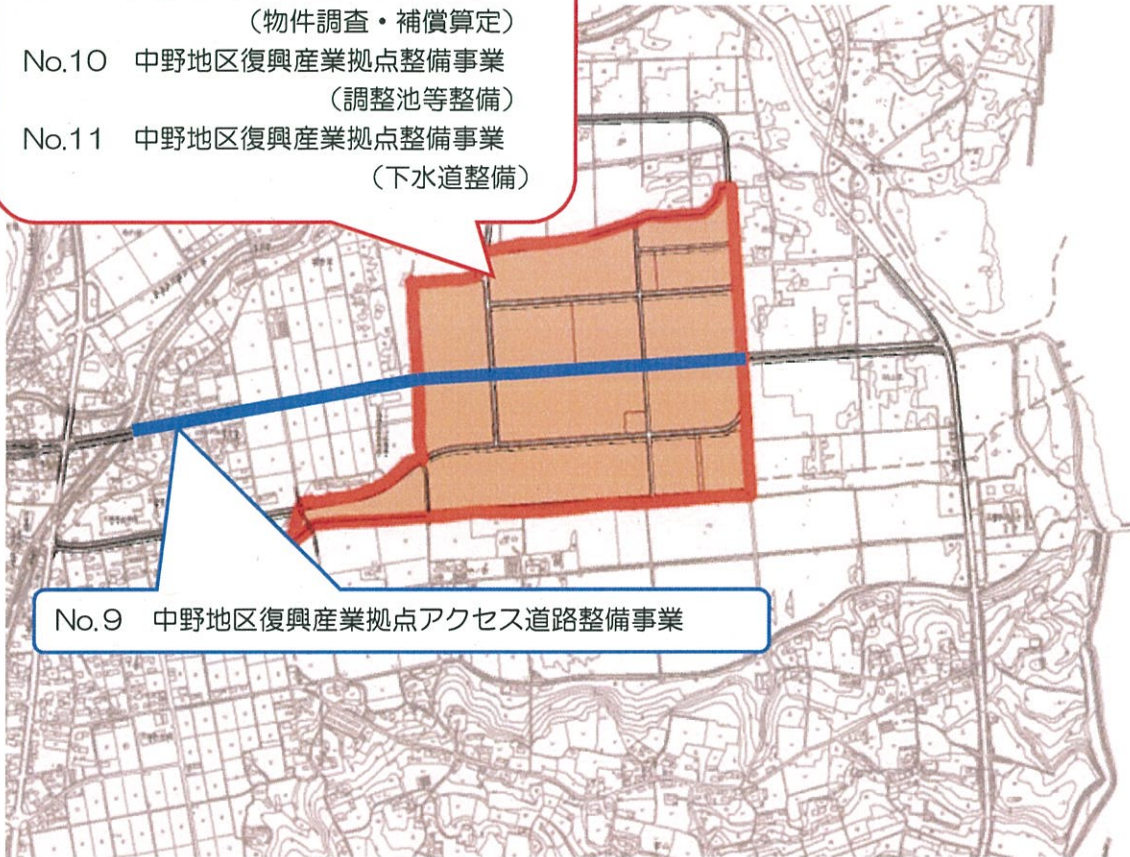 （物件調査・補償算定）
No.10　中野地区復興産業拠点整備事業
（調整池等整備）
No.11　中野地区復興産業拠点整備事業
（下水道整備）
No.9　中野地区復興産業拠点アクセス道路整備事業